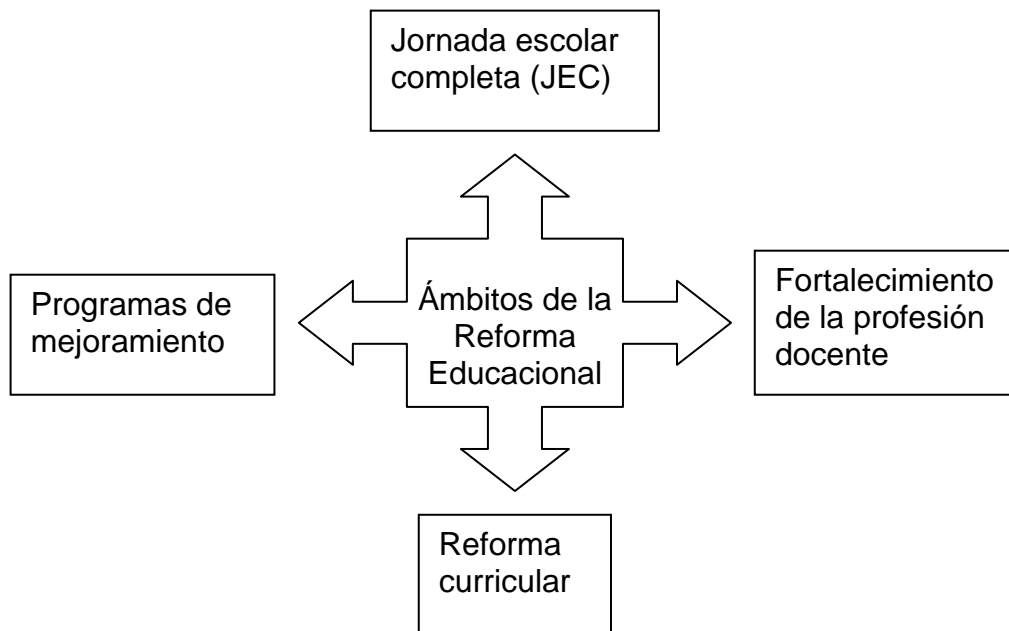 Jornada escolar
completa (JEC)
Programas de
mejoramiento
Ámbitos de la
Reforma
Educacional
Fortalecimiento
de la profesión
docente
Reforma
curricular